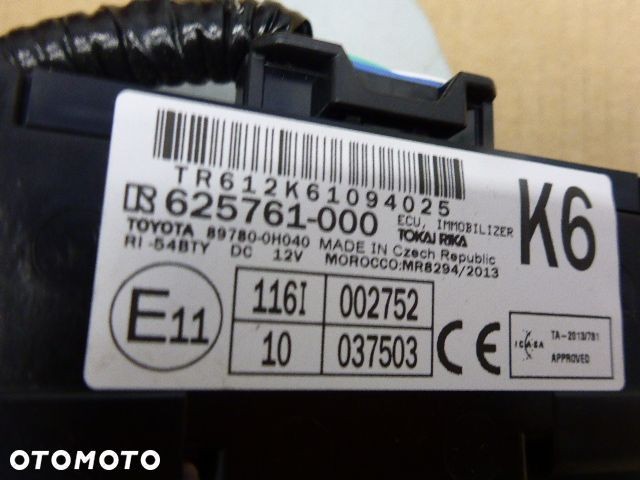 TR612K61094025
625761-000 ECU, IMMOBILIZER
TOKAI RIKA
K6
TOYOTA 89780-0H040 MADE IN Czech Republic
RI-54BTY DC 12V MOROCCO:MR8294/2013
E11
116I 002752
10 037503
CE
ICASA
TA-2013/781
APPROVED
OTOMOTO